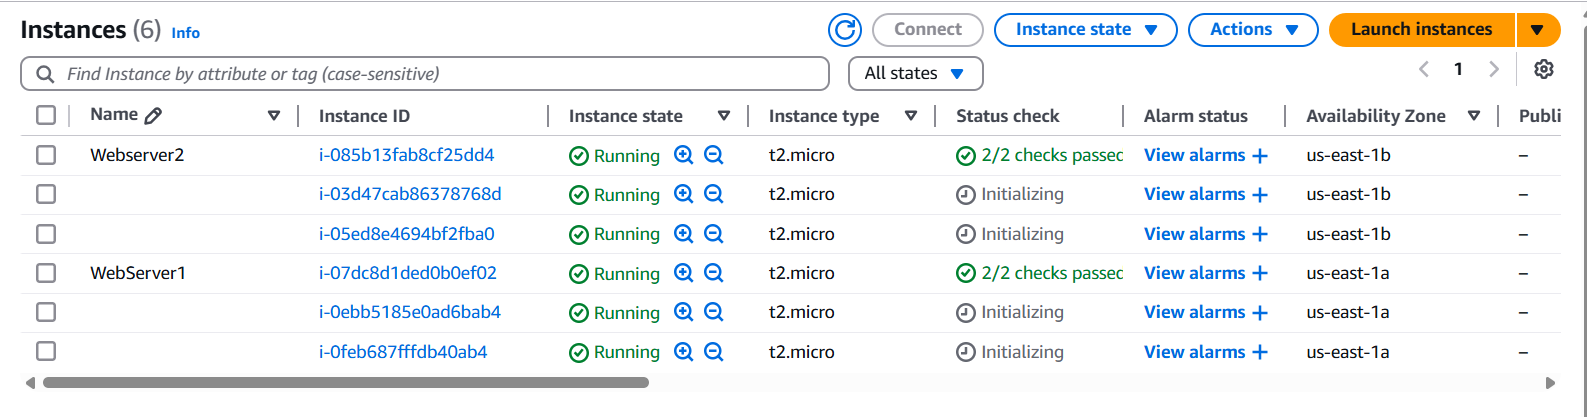 Instances (6) Info Connect Instance state Actions Launch instances
Find Instance by attribute or tag (case-sensitive) All states 1
Name Instance ID Instance state Instance type Status check Alarm status Availability Zone Publi
Webserver2 i-085b13fab8cf25dd4 Running t2.micro 2/2 checks passec View alarms + us-east-1b –
i-03d47cab86378768d Running t2.micro Initializing View alarms + us-east-1b –
i-05ed8e4694bf2fba0 Running t2.micro Initializing View alarms + us-east-1b –
WebServer1 i-07dc8d1ded0b0ef02 Running t2.micro 2/2 checks passec View alarms + us-east-1a –
i-0ebb5185e0ad6bab4 Running t2.micro Initializing View alarms + us-east-1a –
i-0feb687fffdb40ab4 Running t2.micro Initializing View alarms + us-east-1a –